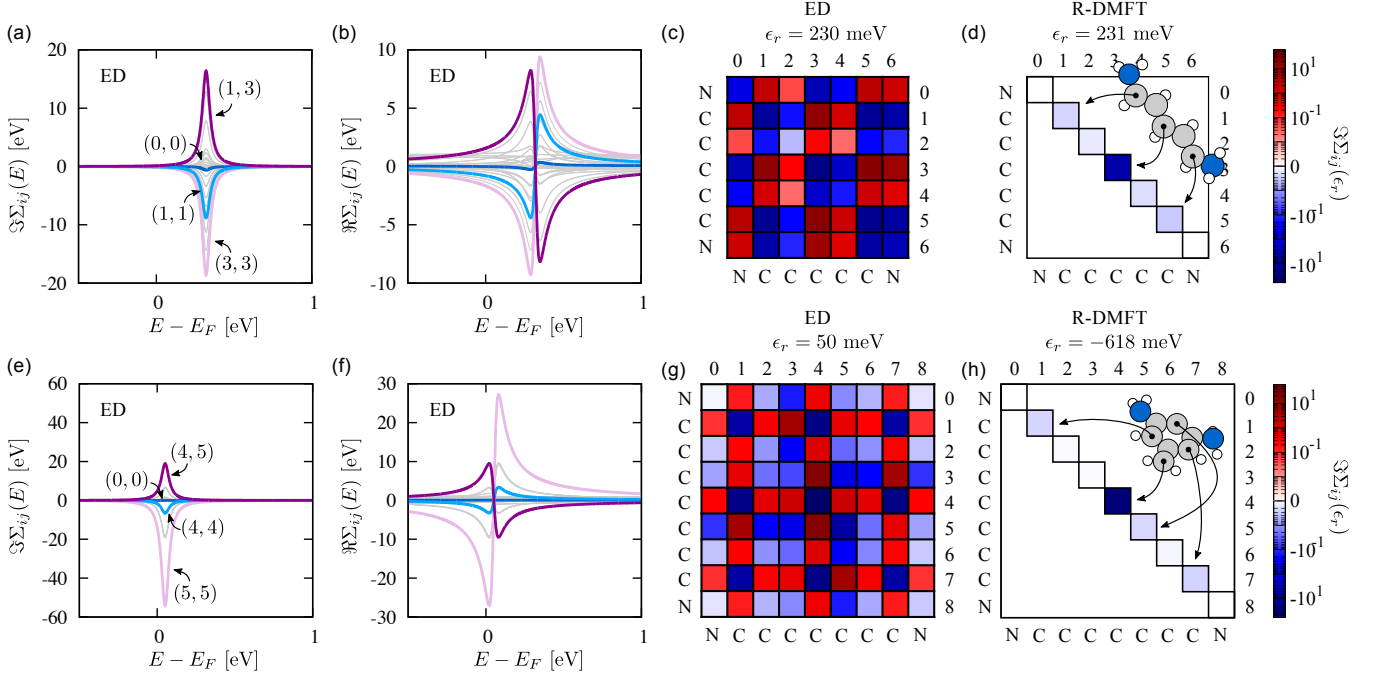 (a)
20
10
0
-10
-20
ℑΣij(E) [eV]
ED
(1, 3)
(0, 0)
(1, 1)
(3, 3)
0
1
E − EF [eV]
(b)
10
5
0
-5
-10
ℜΣij(E) [eV]
0
1
E − EF [eV]
(c)
ED
ϵr = 230 meV
0 1 2 3 4 5 6
N 0
C 1
C 2
C 3
C 4
C 5
N 6
N C C C C C N
(d)
R-DMFT
ϵr = 231 meV
0 1 2 3 4 5 6
N 0
C 1
C 2
C 3
C 4
C 5
N 6
N C C C C C N
10^1
10^-1
0
-10^-1
-10^1
ℑΣij(ϵr)
(e)
60
40
20
0
-20
-40
-60
ℑΣij(E) [eV]
ED
(4, 5)
(0, 0)
(4, 4)
(5, 5)
0
1
E − EF [eV]
(f)
30
20
10
0
-10
-20
-30
ℜΣij(E) [eV]
ED
0
1
E − EF [eV]
(g)
ED
ϵr = 50 meV
0 1 2 3 4 5 6 7 8
N 0
C 1
C 2
C 3
C 4
C 5
C 6
C 7
N 8
N C C C C C C C N
(h)
R-DMFT
ϵr = −618 meV
0 1 2 3 4 5 6 7 8
N 0
C 1
C 2
C 3
C 4
C 5
C 6
C 7
N 8
N C C C C C C C N
10^1
10^-1
0
-10^-1
-10^1
ℑΣij(ϵr)